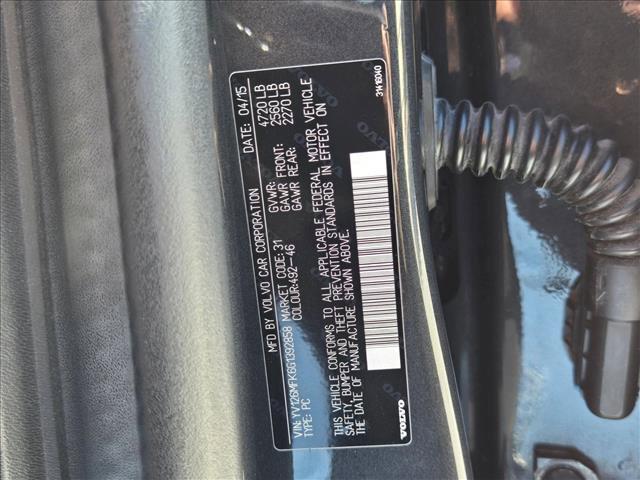 MFD BY VOLVO CAR CORPORATION DATE: 04/15
GVWR: 4720 LB
GAWR FRONT: 2560 LB
GAWR REAR: 2270 LB
VIN: YV126MFK6G1392858 MARKET CODE: 31
TYPE: PC COLOUR:492-46
THIS VEHICLE CONFORMS TO ALL APPLICABLE FEDERAL MOTOR VEHICLE
SAFETY, BUMPER AND THEFT PREVENTION STANDARDS IN EFFECT ON
THE DATE OF MANUFACTURE SHOWN ABOVE.
VOLVO
31416040